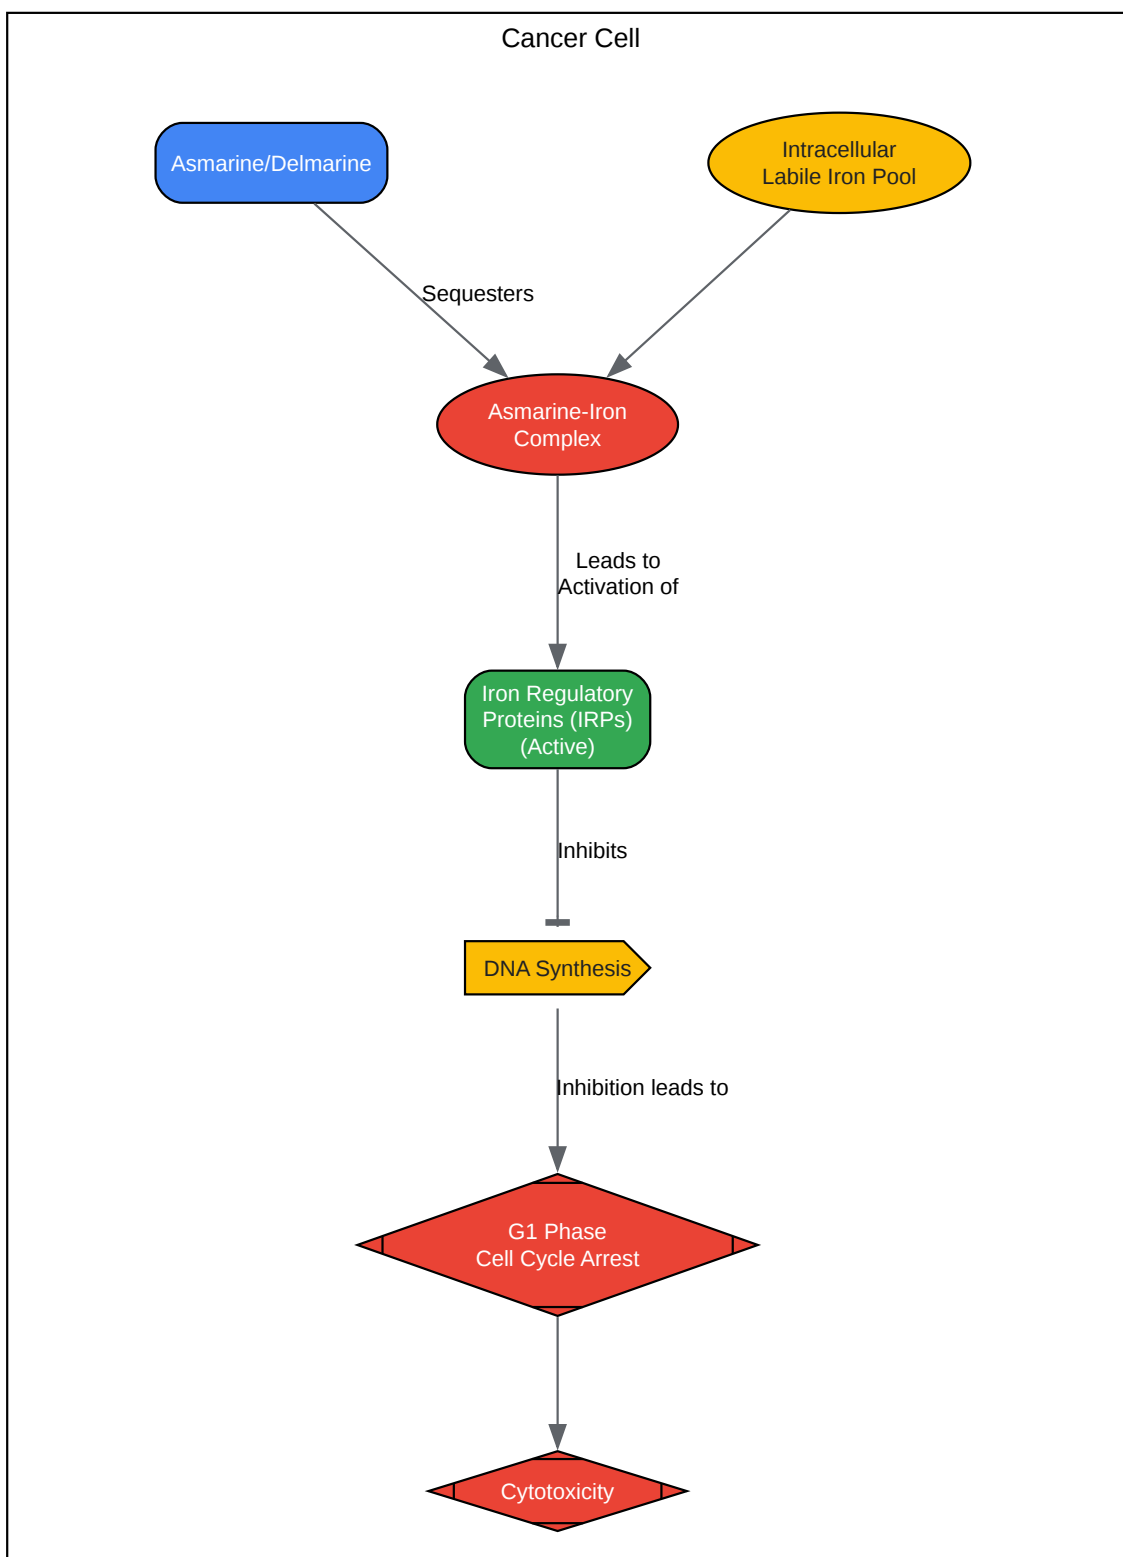 Cancer Cell
Asmarine/Delmarine
Intracellular
Labile Iron Pool
Sequesters
Asmarine-Iron
Complex
Leads to
Activation of
Iron Regulatory
Proteins (IRPs)
(Active)
Inhibits
DNA Synthesis
Inhibition leads to
G1 Phase
Cell Cycle Arrest
Cytotoxicity